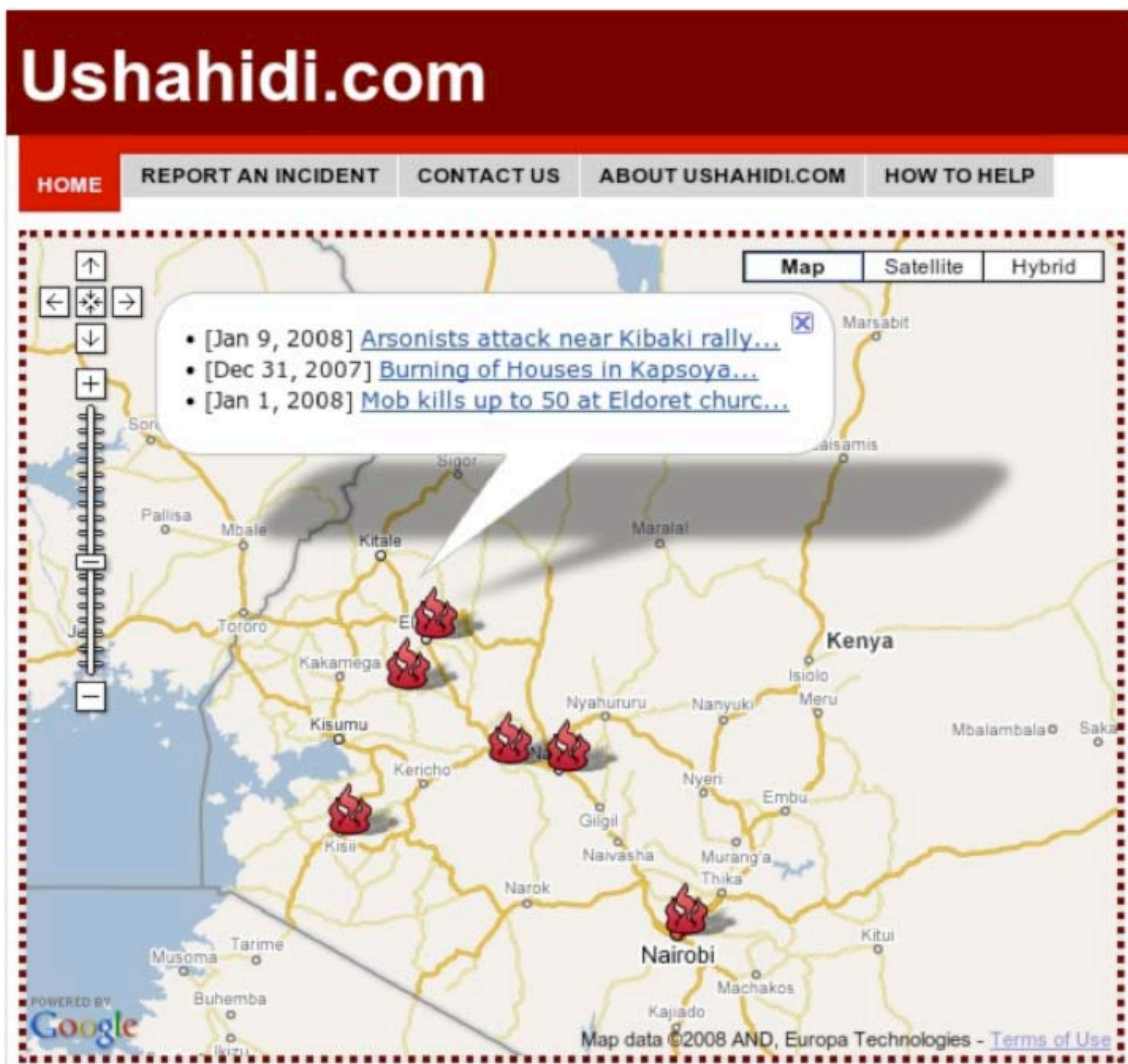 Ushahidi.com
HOME REPORT AN INCIDENT CONTACT US ABOUT USHAHIDI.COM HOW TO HELP
Map Satellite Hybrid
• [Jan 9, 2008] Arsonists attack near Kibaki rally...
• [Dec 31, 2007] Burning of Houses in Kapsoya...
• [Jan 1, 2008] Mob kills up to 50 at Eldoret churc...
Marsabit
Sigor
Pallisa
Mbale
Kitale
Maralal
Tororo
Kenya
Kakamega
Isiolo
Nyahururu
Nanyuki
Meru
Kisumu
Mbalambala
Saka
Kericho
Nyeri
Embu
Gilgil
Kisii
Naivasha
Murang'a
Thika
Narok
Kitui
Tarime
Nairobi
Musoma
Machakos
Buhemba
POWERED BY
Google
Kajiado
Ikizu
Map data ©2008 AND, Europa Technologies - Terms of Use